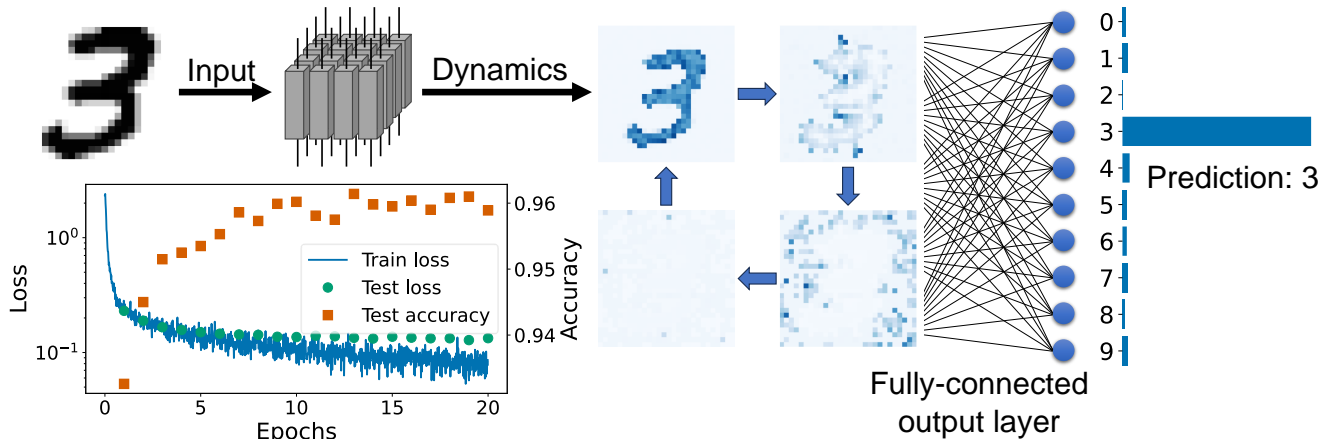 Input
Dynamics
0
1
2
3
4
5
6
7
8
9
Prediction: 3
Fully-connected
output layer
Loss
10⁰
10⁻¹
Train loss
Test loss
Test accuracy
0.96
0.95
0.94
Accuracy
0 5 10 15 20
Epochs